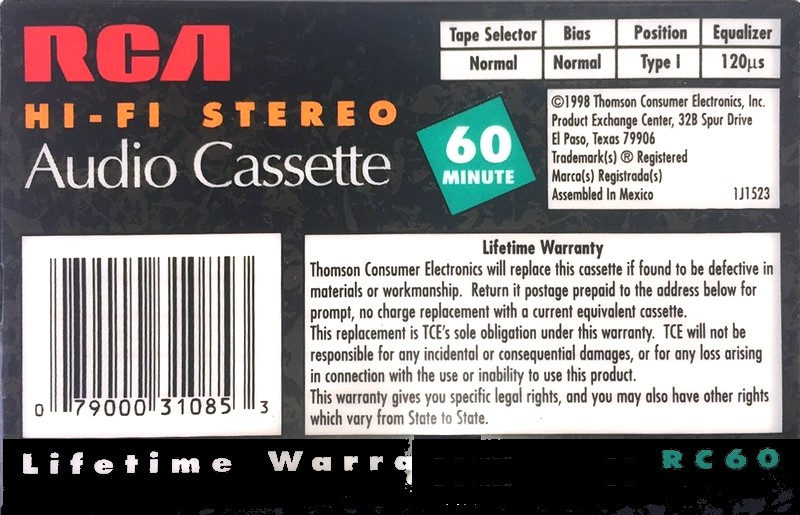 RCA
HI-FI STEREO
Audio Cassette
60
MINUTE
Tape Selector Bias Position Equalizer
Normal Normal Type I 120µs
©1998 Thomson Consumer Electronics, Inc.
Product Exchange Center, 32B Spur Drive
El Paso, Texas 79906
Trademark(s) ® Registered
Marca(s) Registrada(s)
Assembled In Mexico 1J1523
Lifetime Warranty
Thomson Consumer Electronics will replace this cassette if found to be defective in
materials or workmanship. Return it postage prepaid to the address below for
prompt, no charge replacement with a current equivalent cassette.
This replacement is TCE's sole obligation under this warranty. TCE will not be
responsible for any incidental or consequential damages, or for any loss arising
in connection with the use or inability to use this product.
This warranty gives you specific legal rights, and you may also have other rights
which vary from State to State.
0 79000 31085 3
Lifetime
RC60